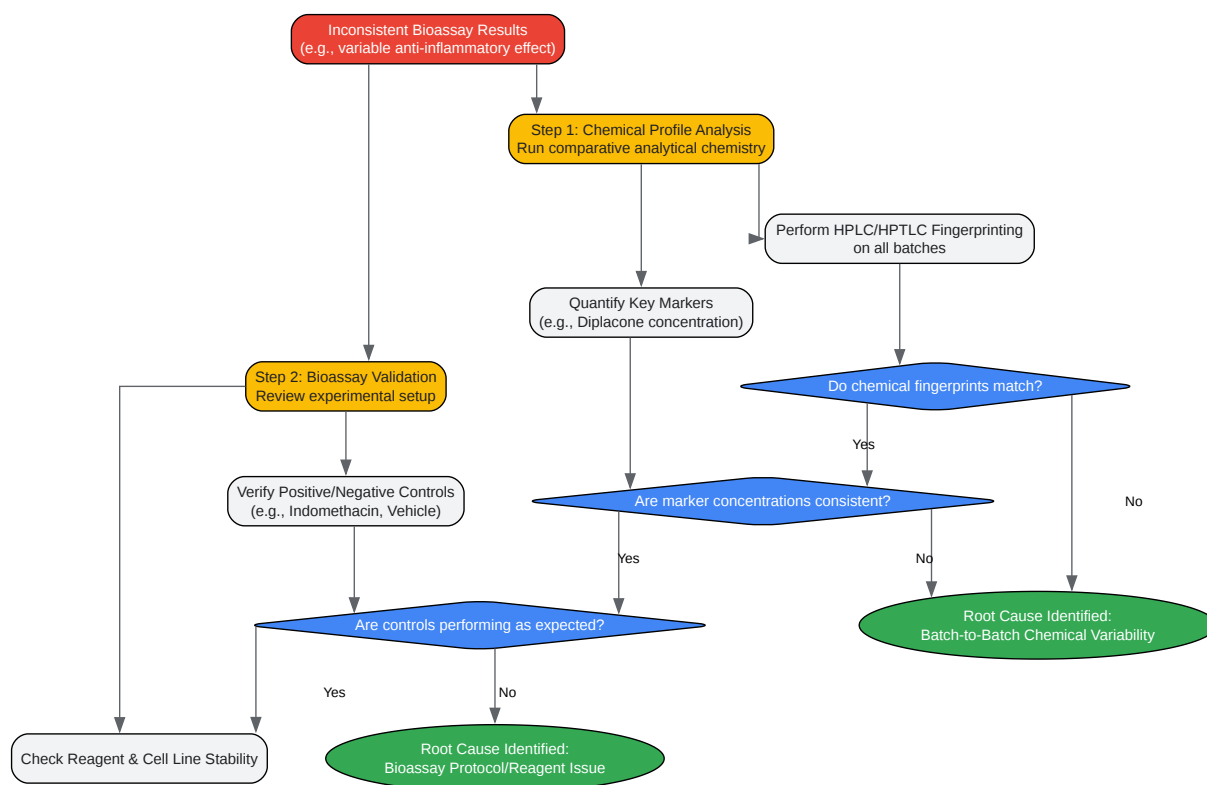 Inconsistent Bioassay Results
(e.g., variable anti-inflammatory effect)
Step 1: Chemical Profile Analysis
Run comparative analytical chemistry
Perform HPLC/HPTLC Fingerprinting
on all batches
Quantify Key Markers
(e.g., Diplacone concentration)
Step 2: Bioassay Validation
Review experimental setup
Do chemical fingerprints match?
Yes
Verify Positive/Negative Controls
(e.g., Indomethacin, Vehicle)
Are marker concentrations consistent?
No
Yes
No
Are controls performing as expected?
Root Cause Identified:
Batch-to-Batch Chemical Variability
Yes
No
Check Reagent & Cell Line Stability
Root Cause Identified:
Bioassay Protocol/Reagent Issue